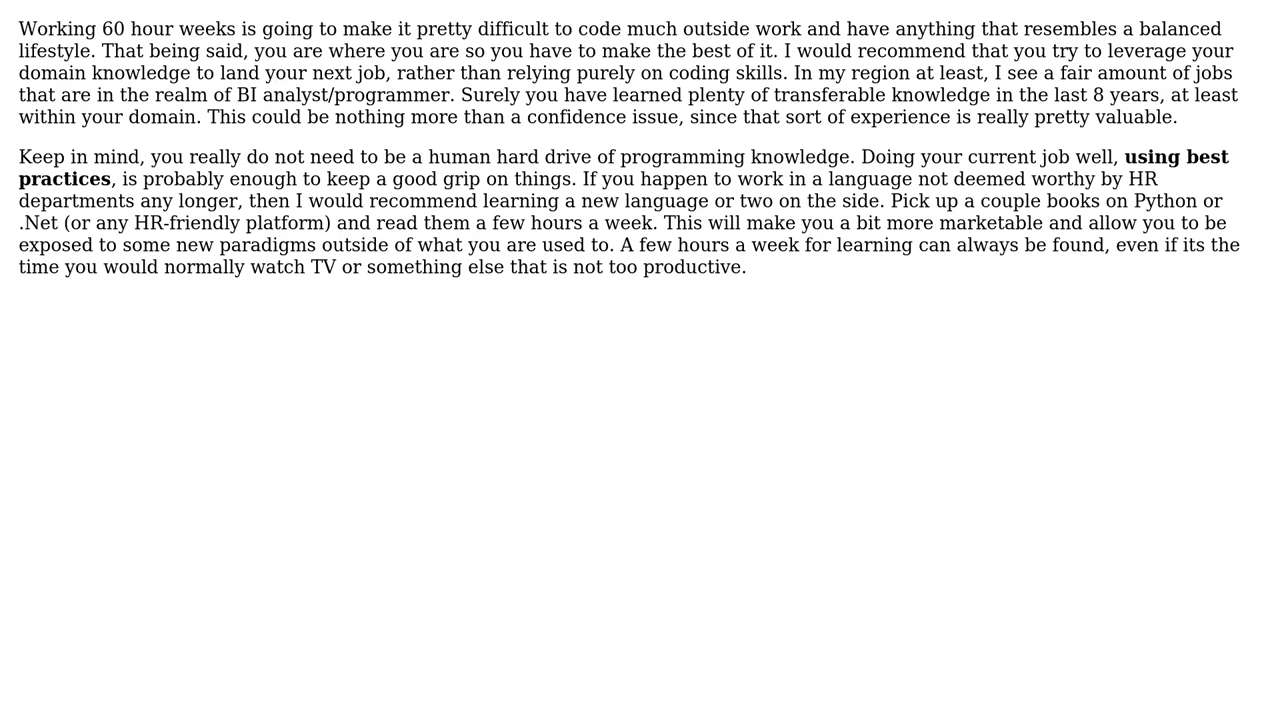 Working 60 hour weeks is going to make it pretty difficult to code much outside work and have anything that resembles a balanced
lifestyle. That being said, you are where you are so you have to make the best of it. I would recommend that you try to leverage your
domain knowledge to land your next job, rather than relying purely on coding skills. In my region at least, I see a fair amount of jobs
that are in the realm of BI analyst/programmer. Surely you have learned plenty of transferable knowledge in the last 8 years, at least
within your domain. This could be nothing more than a confidence issue, since that sort of experience is really pretty valuable.
Keep in mind, you really do not need to be a human hard drive of programming knowledge. Doing your current job well, using best
practices, is probably enough to keep a good grip on things. If you happen to work in a language not deemed worthy by HR
departments any longer, then I would recommend learning a new language or two on the side. Pick up a couple books on Python or
.Net (or any HR-friendly platform) and read them a few hours a week. This will make you a bit more marketable and allow you to be
exposed to some new paradigms outside of what you are used to. A few hours a week for learning can always be found, even if its the
time you would normally watch TV or something else that is not too productive.